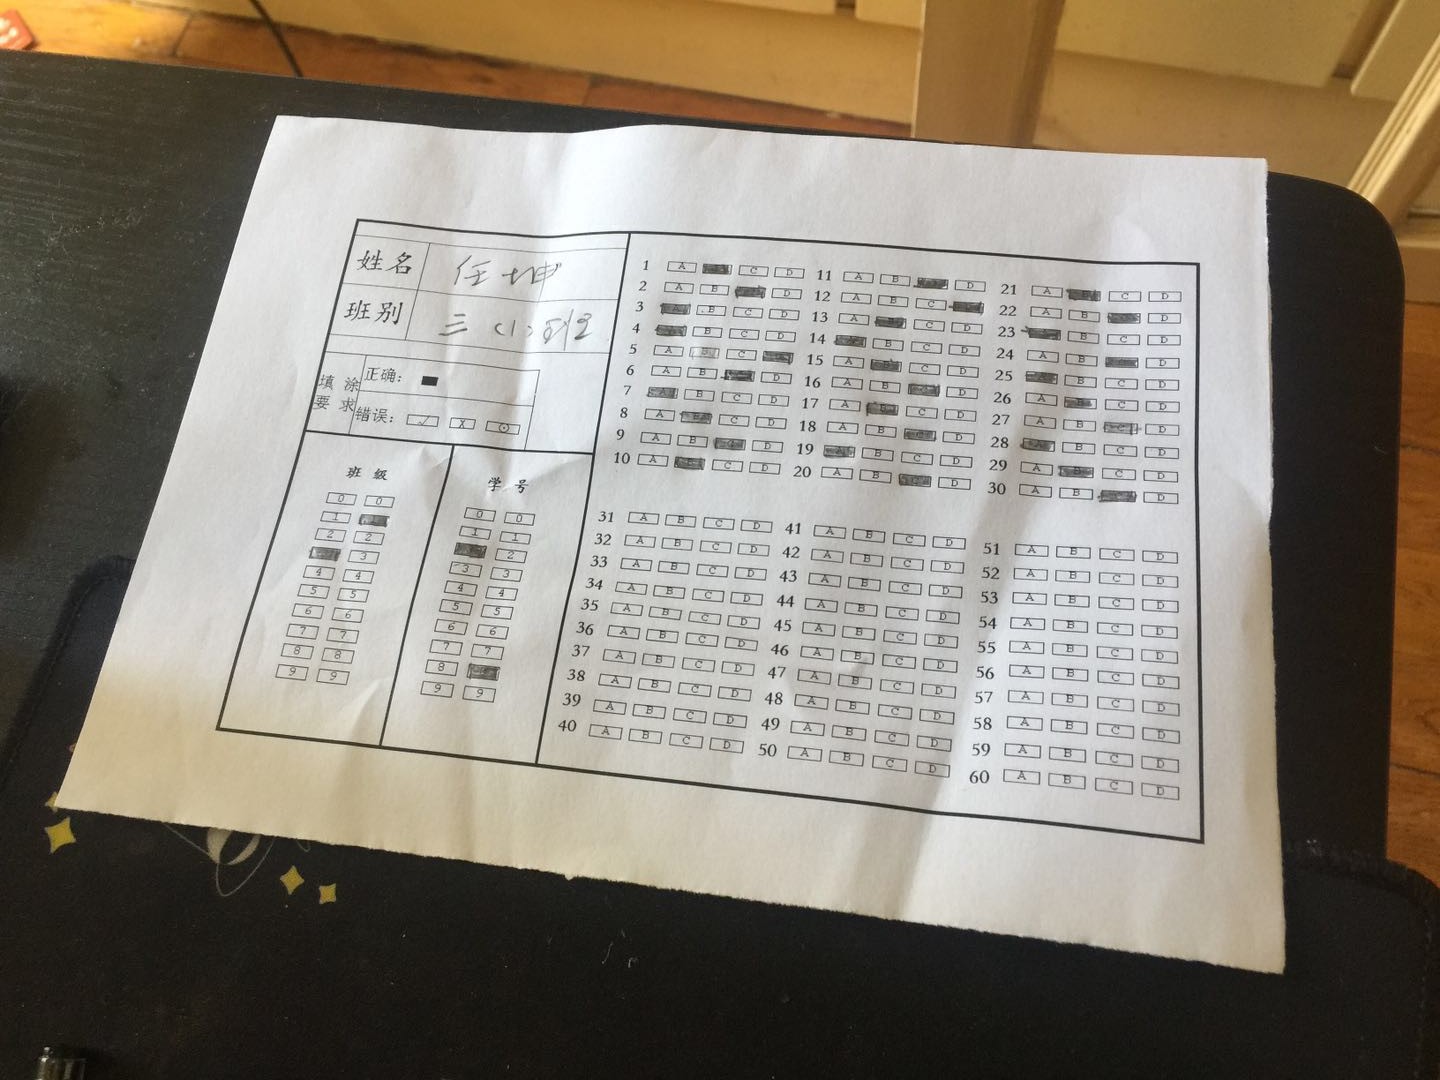 姓名 任坤
班别 三(1)班
填涂要求
正确：
错误： ✓ X ⊙
班级
0 0
1 1
2 2
3 3
4 4
5 5
6 6
7 7
8 8
9 9
学号
0 0
1 1
2 2
3 3
4 4
5 5
6 6
7 7
8 8
9 9
1 A B C D
2 A B C D
3 A B C D
4 A B C D
5 A B C D
6 A B C D
7 A B C D
8 A B C D
9 A B C D
10 A B C D
11 A B C D
12 A B C D
13 A B C D
14 A B C D
15 A B C D
16 A B C D
17 A B C D
18 A B C D
19 A B C D
20 A B C D
21 A B C D
22 A B C D
23 A B C D
24 A B C D
25 A B C D
26 A B C D
27 A B C D
28 A B C D
29 A B C D
30 A B C D
31 A B C D
32 A B C D
33 A B C D
34 A B C D
35 A B C D
36 A B C D
37 A B C D
38 A B C D
39 A B C D
40 A B C D
41 A B C D
42 A B C D
43 A B C D
44 A B C D
45 A B C D
46 A B C D
47 A B C D
48 A B C D
49 A B C D
50 A B C D
51 A B C D
52 A B C D
53 A B C D
54 A B C D
55 A B C D
56 A B C D
57 A B C D
58 A B C D
59 A B C D
60 A B C D